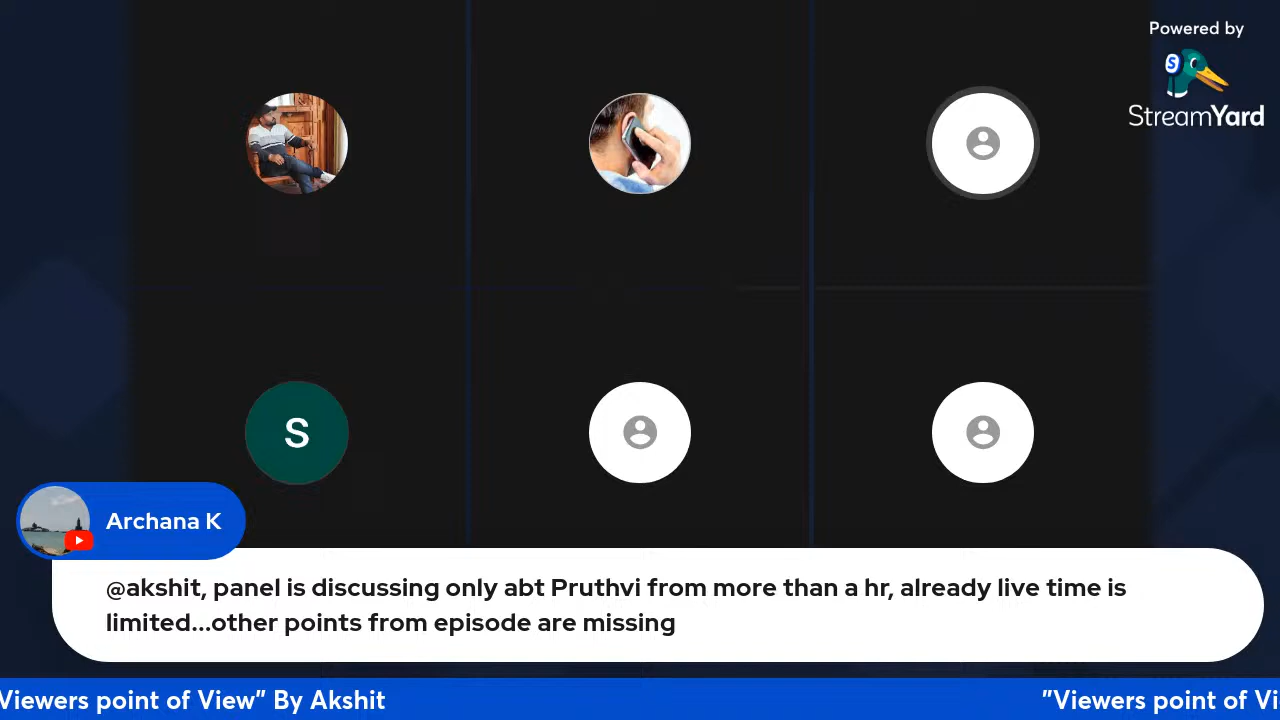 Powered by
StreamYard
S
Archana K
@akshit, panel is discussing only abt Pruthvi from more than a hr, already live time is
limited...other points from episode are missing
Viewers point of View" By Akshit
"Viewers point of Vi